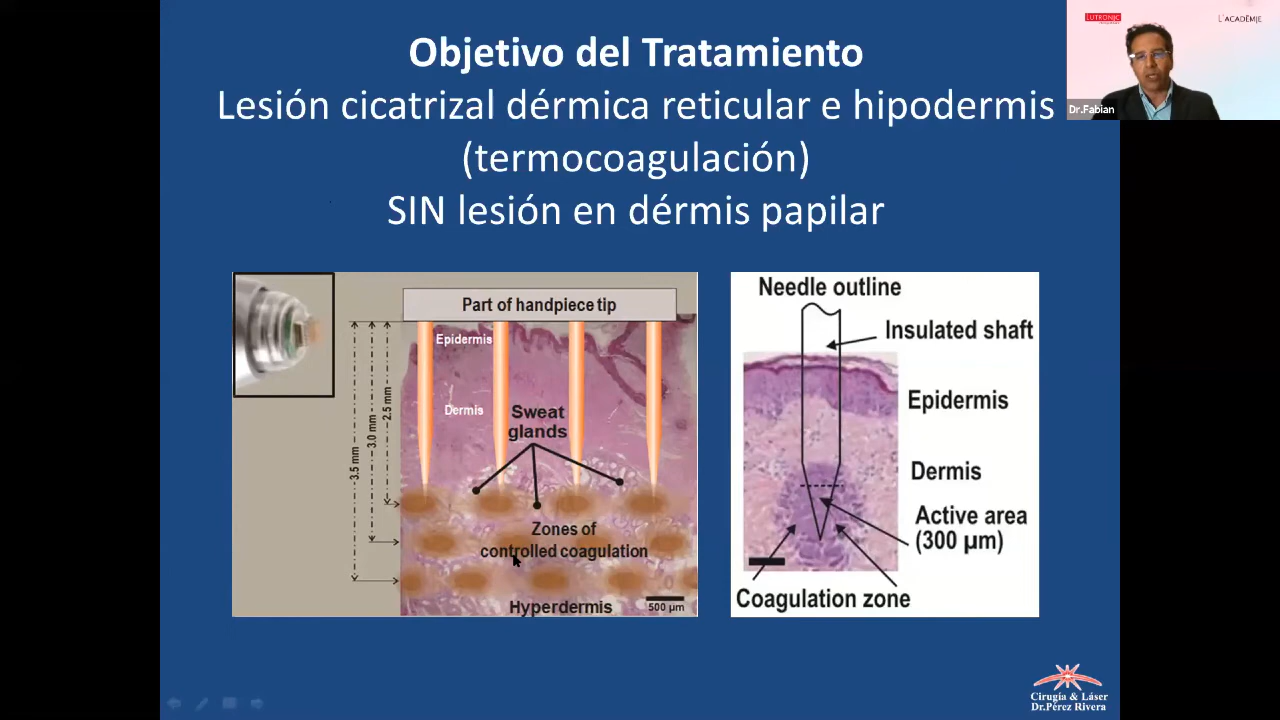 Objetivo del Tratamiento
Lesión cicatrizal dérmica reticular e hipodermis
(termocoagulación)
SIN lesión en dérmis papilar
LUTRONIC
L'ACADÉMIE
Dr.Fabian
Part of handpiece tip
Epidermis
Dermis
Sweat
glands
2.5 mm
3.0 mm
3.5 mm
Zones of
controlled coagulation
Hyperdermis
500 µm
Needle outline
Insulated shaft
Epidermis
Dermis
Active area
(300 µm)
Coagulation zone
Cirugía & Láser
Dr.Pérez Rivera